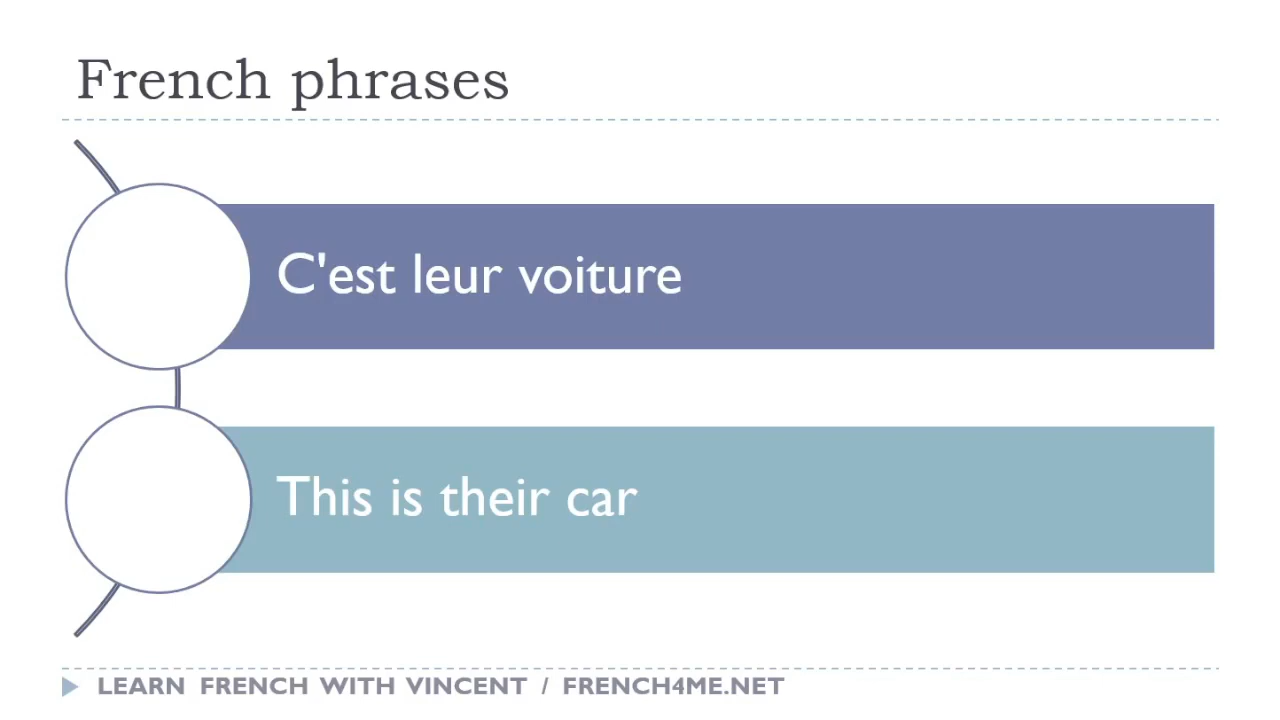 French phrases
C'est leur voiture
This is their car
LEARN FRENCH WITH VINCENT / FRENCH4ME.NET